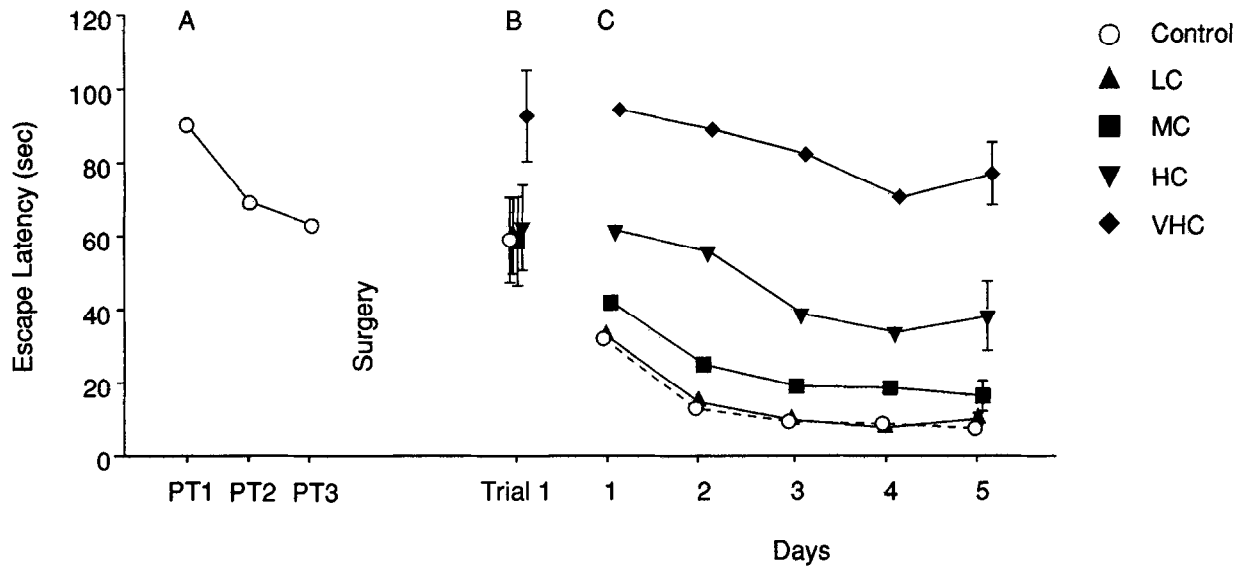 A B C
120
100
80
60
40
20
0
Escape Latency (sec)
Surgery
PT1 PT2 PT3 Trial 1 1 2 3 4 5
Days
Control
LC
MC
HC
VHC